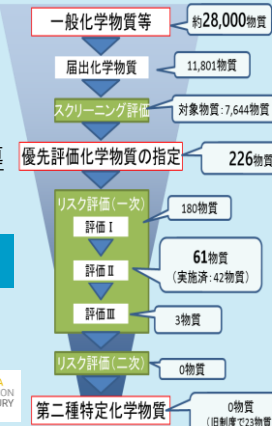 一般化学物質等
約28,000物質
届出化学物質
11,801物質
スクリーニング評価
対象物質:7,644物質
優先評価化学物質の指定
226物質
リスク評価(一次)
180物質
評価Ⅰ
評価Ⅱ
61物質
(実施済:42物質)
評価Ⅲ
3物質
リスク評価(二次)
0物質
第二種特定化学物質
0物質
(旧制度で23物質